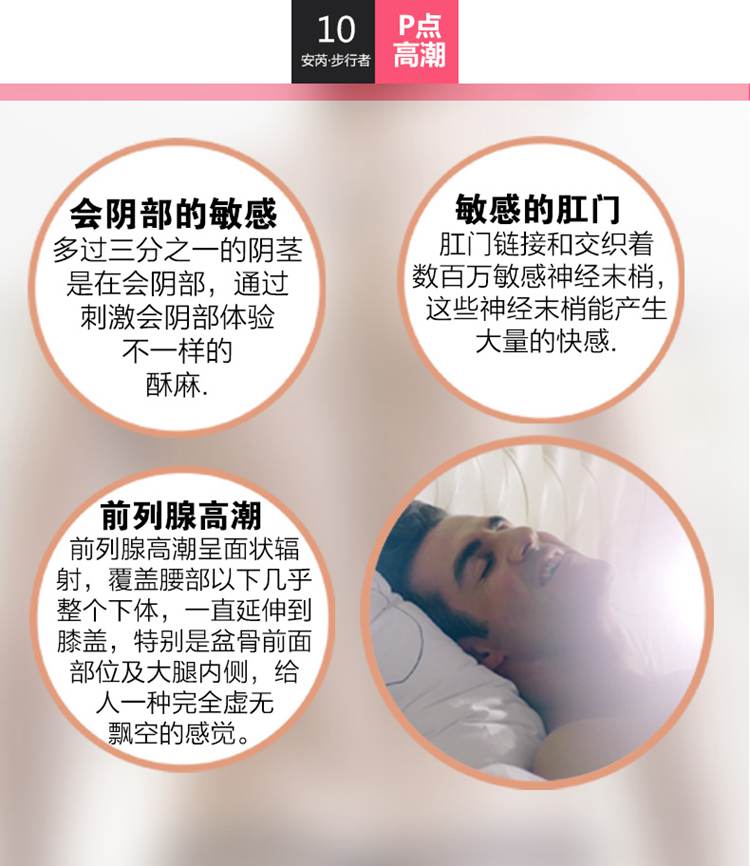 10
安芮·步行者
P点
高潮
会阴部的敏感
多过三分之一的阴茎
是在会阴部，通过
刺激会阴部体验
不一样的
酥麻.
敏感的肛门
肛门链接和交织着
数百万敏感神经末梢，
这些神经末梢能产生
大量的快感.
前列腺高潮
前列腺高潮呈面状辐
射，覆盖腰部以下几乎
整个下体，一直延伸到
膝盖，特别是盆骨前面
部位及大腿内侧，给
人一种完全虚无
飘空的感觉。